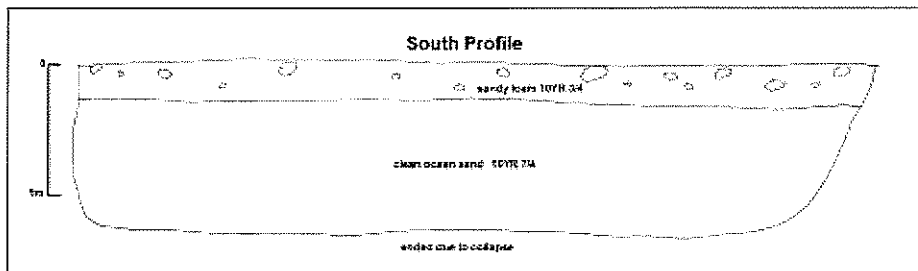 South Profile
0
sandy loam 10YR 3/4
clean ocean sand 10YR 7/4
1m
ended due to collapse